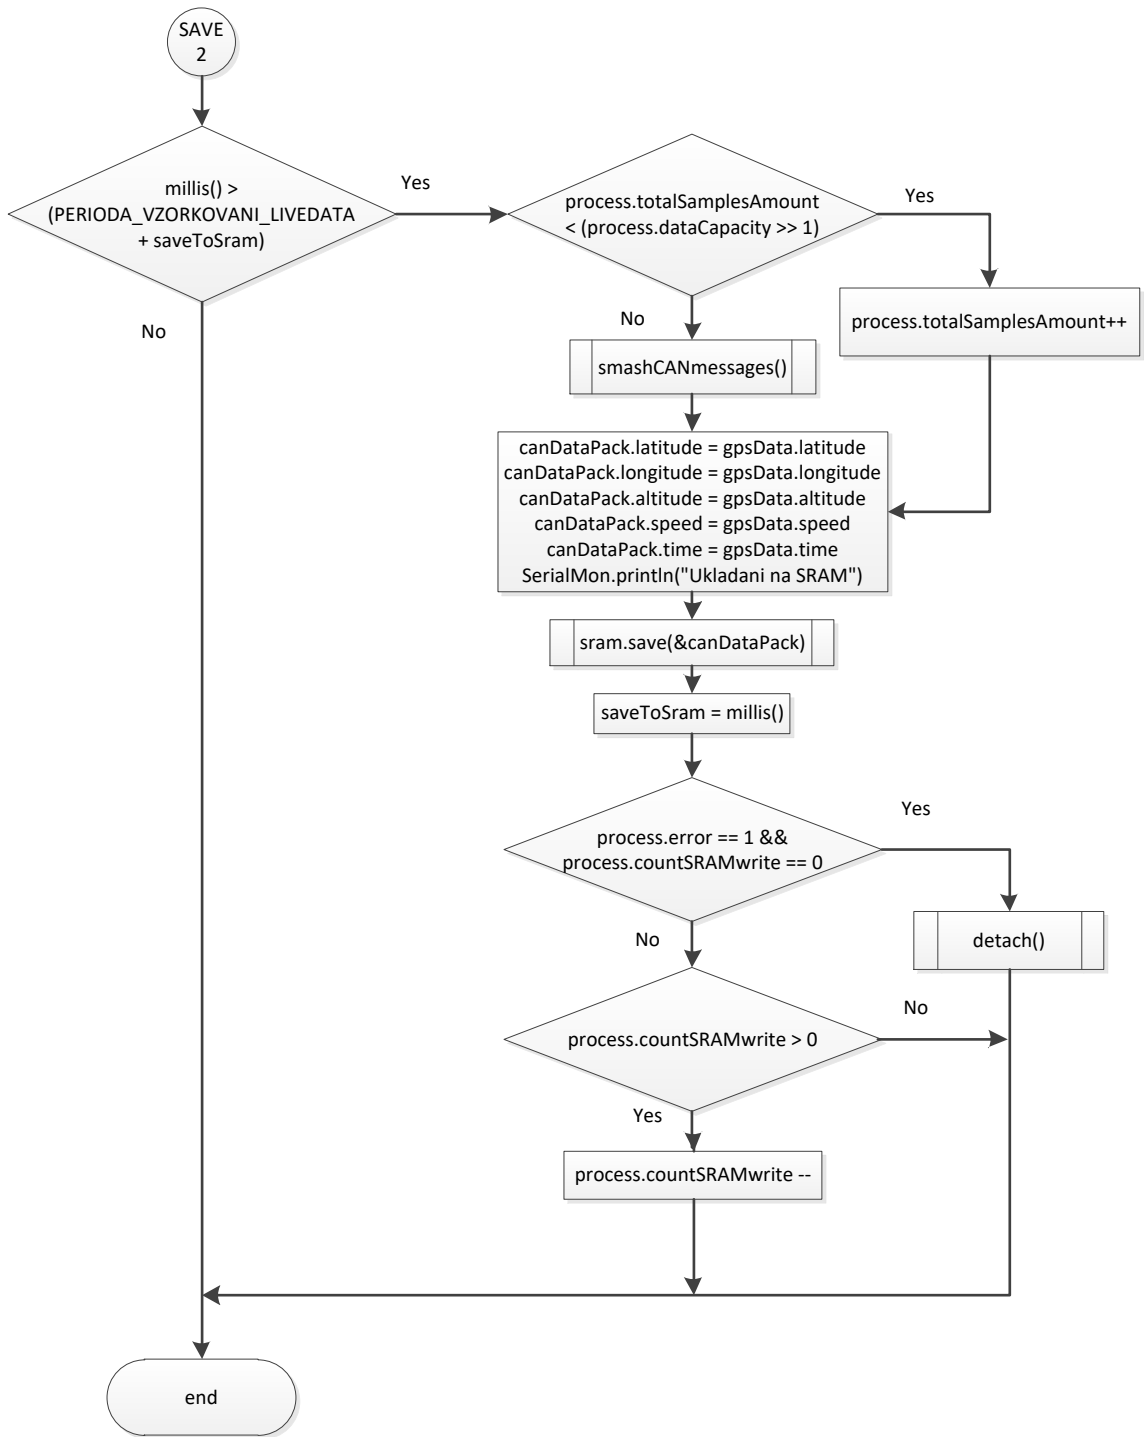 SAVE
2
millis() >
(PERIODA_VZORKOVANI_LIVEDATA
+ saveToSram)
Yes
No
process.totalSamplesAmount
< (process.dataCapacity >> 1)
Yes
No
process.totalSamplesAmount++
smashCANmessages()
canDataPack.latitude = gpsData.latitude
canDataPack.longitude = gpsData.longitude
canDataPack.altitude = gpsData.altitude
canDataPack.speed = gpsData.speed
canDataPack.time = gpsData.time
SerialMon.println("Ukladani na SRAM")
sram.save(&canDataPack)
saveToSram = millis()
process.error == 1 &&
process.countSRAMwrite == 0
Yes
No
detach()
process.countSRAMwrite > 0
No
Yes
process.countSRAMwrite --
end